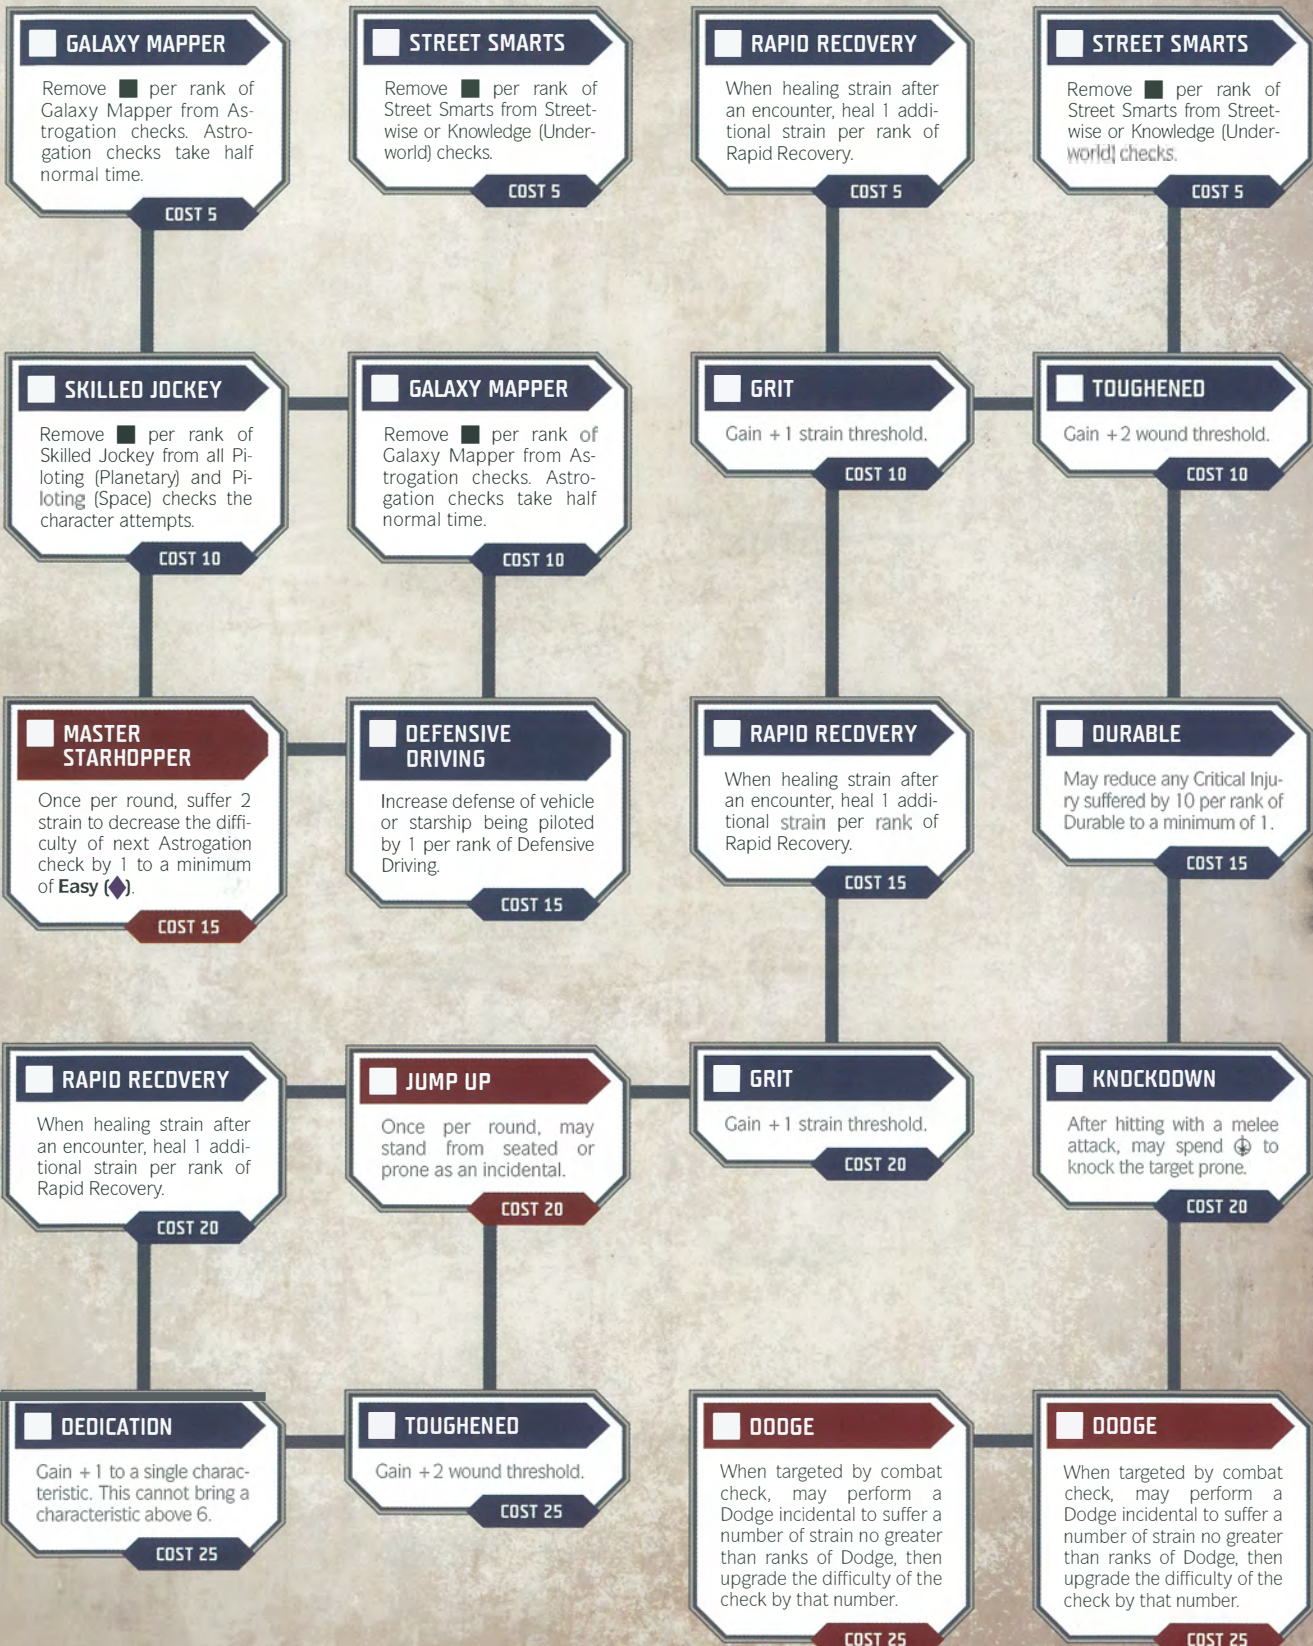 GALAXY MAPPER
Remove per rank of
Galaxy Mapper from As-
trogation checks. Astro-
gation checks take half
normal time.
COST 5
STREET SMARTS
Remove per rank of
Street Smarts from Street-
wise or Knowledge (Under-
world) checks.
COST 5
RAPID RECOVERY
When healing strain after
an encounter, heal 1 addi-
tional strain per rank of
Rapid Recovery.
COST 5
STREET SMARTS
Remove per rank of
Street Smarts from Street-
wise or Knowledge (Under-
world) checks.
COST 5
SKILLED JOCKEY
Remove per rank of
Skilled Jockey from all Pi-
loting (Planetary) and Pi-
loting (Space) checks the
character attempts.
COST 10
GALAXY MAPPER
Remove per rank of
Galaxy Mapper from As-
trogation checks. Astro-
gation checks take half
normal time.
COST 10
GRIT
Gain +1 strain threshold.
COST 10
TOUGHENED
Gain +2 wound threshold.
COST 10
MASTER
STARHOPPER
Once per round, suffer 2
strain to decrease the diffi-
culty of next Astrogation
check by 1 to a minimum
of Easy (◆).
COST 15
DEFENSIVE
DRIVING
Increase defense of vehicle
or starship being piloted
by 1 per rank of Defensive
Driving.
COST 15
RAPID RECOVERY
When healing strain after
an encounter, heal 1 addi-
tional strain per rank of
Rapid Recovery.
COST 15
DURABLE
May reduce any Critical Inju-
ry suffered by 10 per rank of
Durable to a minimum of 1.
COST 15
RAPID RECOVERY
When healing strain after
an encounter, heal 1 addi-
tional strain per rank of
Rapid Recovery.
COST 20
JUMP UP
Once per round, may
stand from seated or
prone as an incidental.
COST 20
GRIT
Gain +1 strain threshold.
COST 20
KNOCKDOWN
After hitting with a melee
attack, may spend to
knock the target prone.
COST 20
DEDICATION
Gain +1 to a single charac-
teristic. This cannot bring a
characteristic above 6.
COST 25
TOUGHENED
Gain +2 wound threshold.
COST 25
DODGE
When targeted by combat
check, may perform a
Dodge incidental to suffer a
number of strain no greater
than ranks of Dodge, then
upgrade the difficulty of the
check by that number.
COST 25
DODGE
When targeted by combat
check, may perform a
Dodge incidental to suffer a
number of strain no greater
than ranks of Dodge, then
upgrade the difficulty of the
check by that number.
COST 25